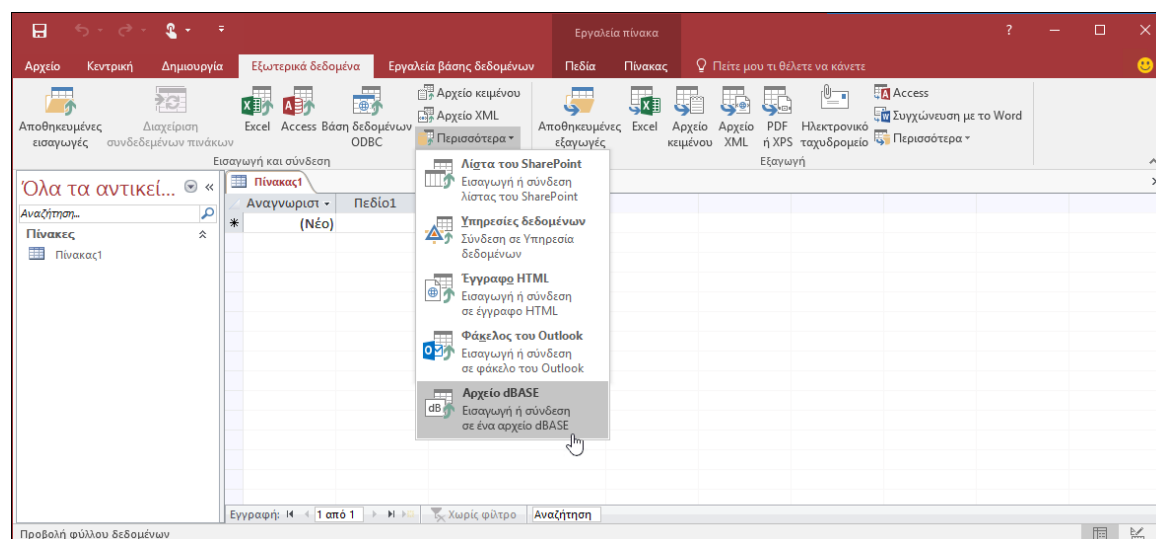 Εργαλεία πίνακα
?
Αρχείο Κεντρική Δημιουργία Εξωτερικά δεδομένα Εργαλεία βάσης δεδομένων Πεδία Πίνακας Πείτε μου τι θέλετε να κάνετε
Αποθηκευμένες εισαγωγές
Διαχείριση συνδεδεμένων πινάκων
Excel
Access
Βάση δεδομένων ODBC
Αρχείο κειμένου
Αρχείο XML
Περισσότερα
Εισαγωγή και σύνδεση
Αποθηκευμένες εξαγωγές
Excel
Αρχείο κειμένου
Αρχείο XML
PDF ή XPS
Ηλεκτρονικό ταχυδρομείο
Access
Συγχώνευση με το Word
Περισσότερα
Εξαγωγή
Όλα τα αντικεί...
Αναζήτηση...
Πίνακες
Πίνακας1
Πίνακας1
Αναγνωριστ Πεδίο1
(Νέο)
Λίστα του SharePoint
Εισαγωγή ή σύνδεση
λίστας του SharePoint
Υπηρεσίες δεδομένων
Σύνδεση σε Υπηρεσία
δεδομένων
Έγγραφο HTML
Εισαγωγή ή σύνδεση
σε έγγραφο HTML
Φάκελος του Outlook
Εισαγωγή ή σύνδεση
σε φάκελο του Outlook
dB
Αρχείο dBASE
Εισαγωγή ή σύνδεση
σε ένα αρχείο dBASE
Εγγραφή: 1 από 1 Χωρίς φίλτρο Αναζήτηση
Προβολή φύλλου δεδομένων